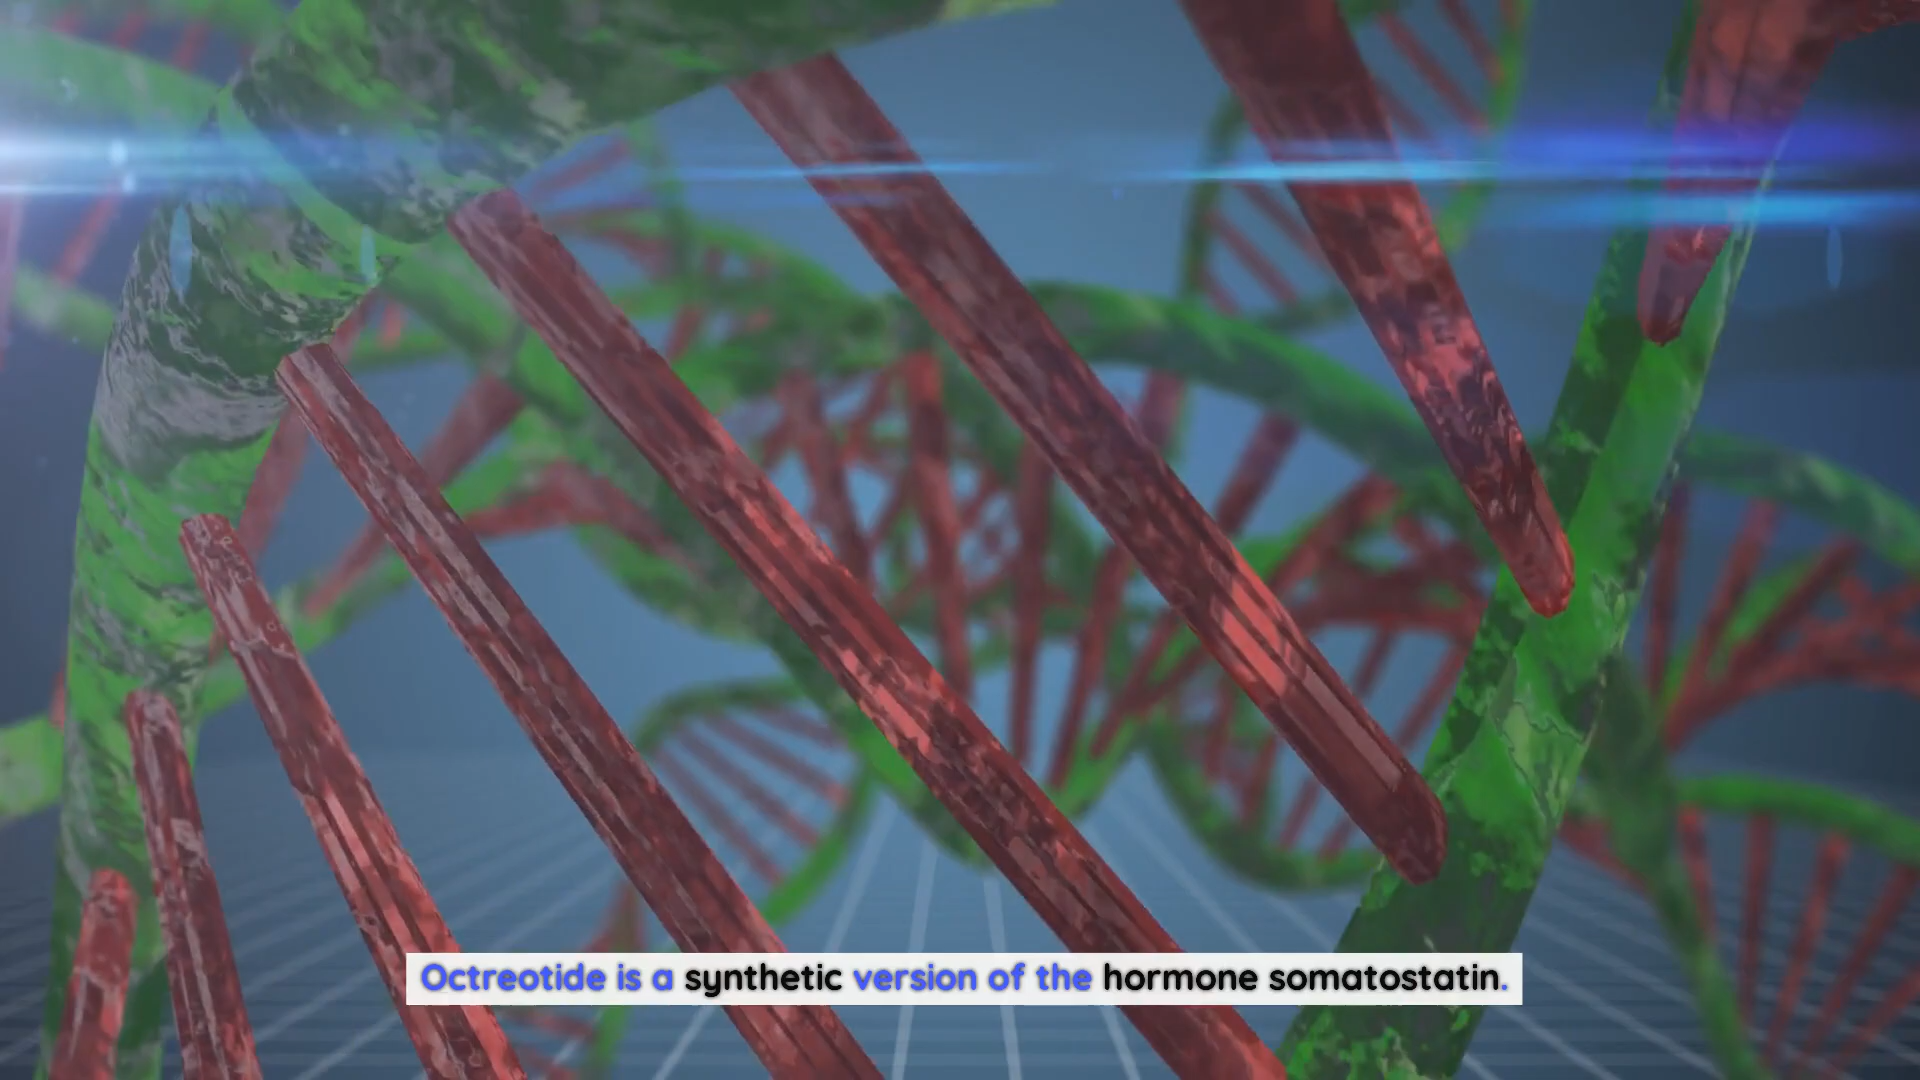 Octreotide is a synthetic version of the hormone somatostatin.